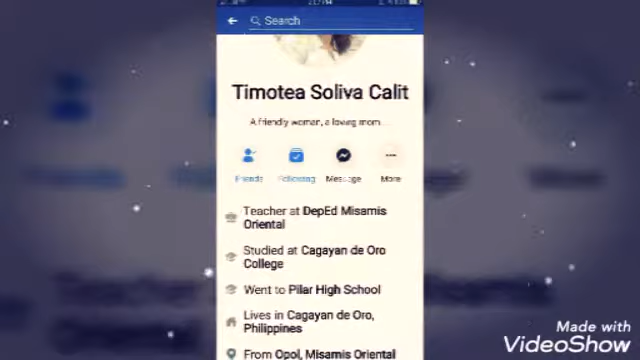 Search
Timotea Soliva Calit
A friendly woman, a loving mom...
Friends
Following
Message
More
Teacher at DepEd Misamis
Oriental
Studied at Cagayan de Oro
College
Went to Pilar High School
Lives in Cagayan de Oro,
Philippines
From Opol, Misamis Oriental
Made with
VideoShow